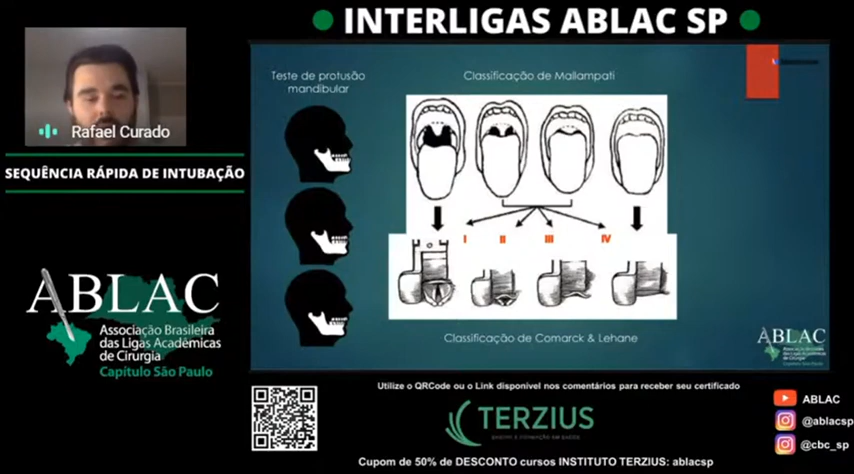 INTERLIGAS ABLAC SP
Rafael Curado
SEQUÊNCIA RÁPIDA DE INTUBAÇÃO
ABLAC
Associação Brasileira
das Ligas Acadêmicas
de Cirurgia
Capítulo São Paulo
Teste de protusão
mandibular
Classificação de Mallampati
I II III IV
Classificação de Comarck & Lehane
ABLAC
Utilize o QRCode ou o Link disponível nos comentários para receber seu certificado
TERZIUS
Cupom de 50% de DESCONTO cursos INSTITUTO TERZIUS: ablacsp
ABLAC
@ablacsp
@cbc_sp